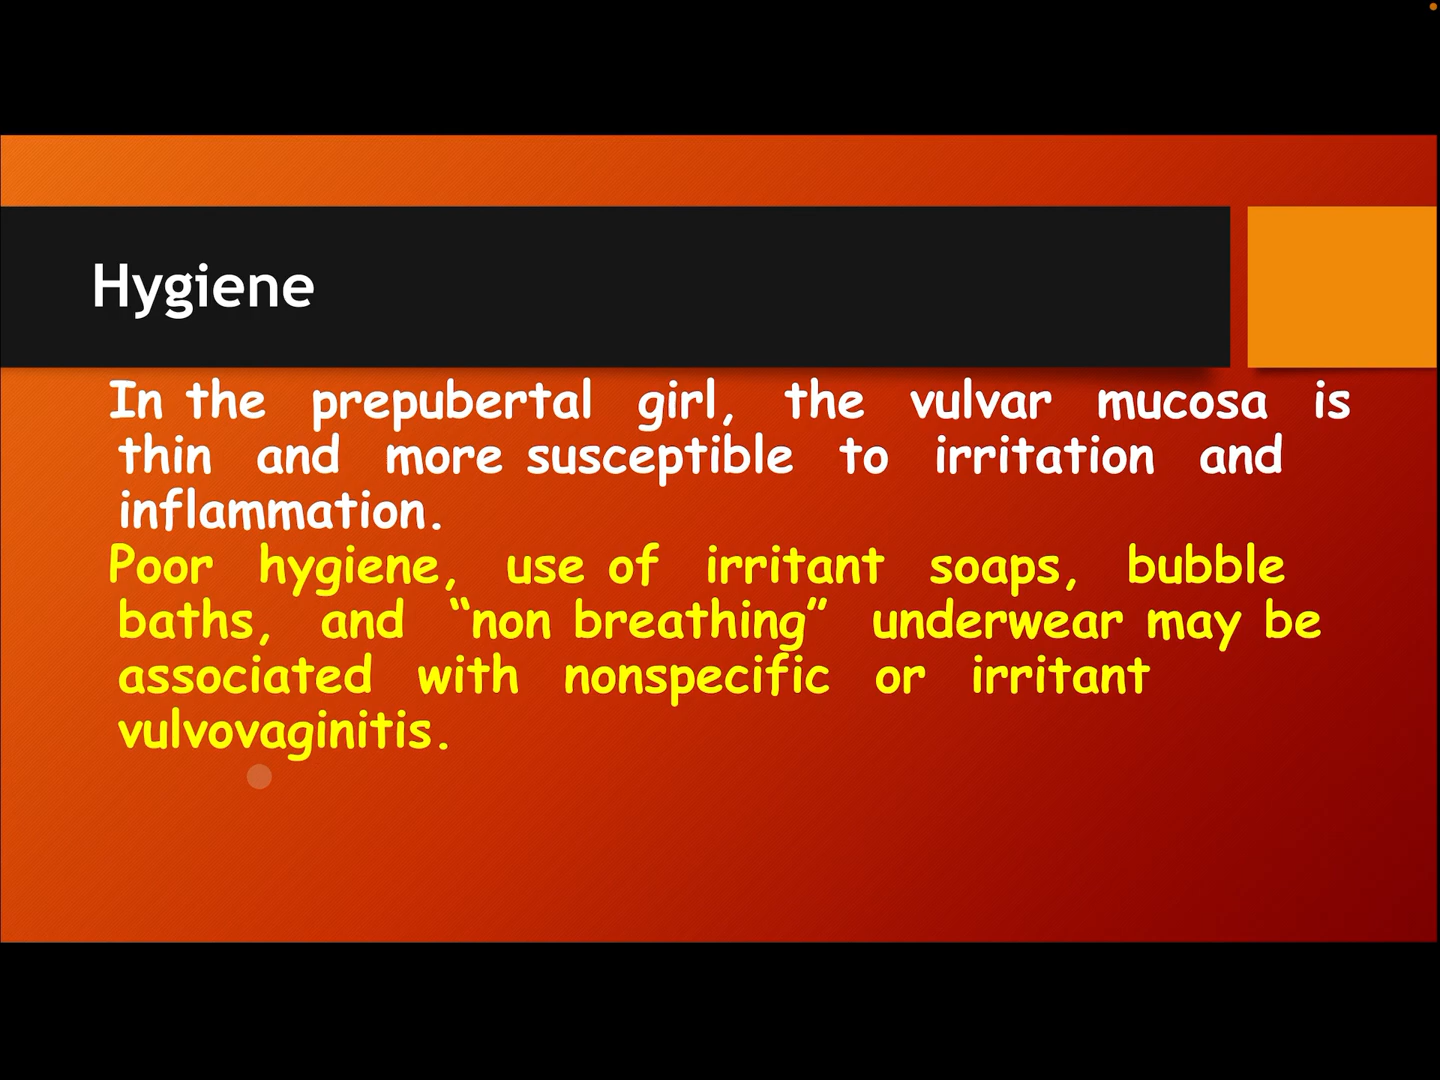 Hygiene
In the prepubertal girl, the vulvar mucosa is
thin and more susceptible to irritation and
inflammation.
Poor hygiene, use of irritant soaps, bubble
baths, and “non breathing” underwear may be
associated with nonspecific or irritant
vulvovaginitis.